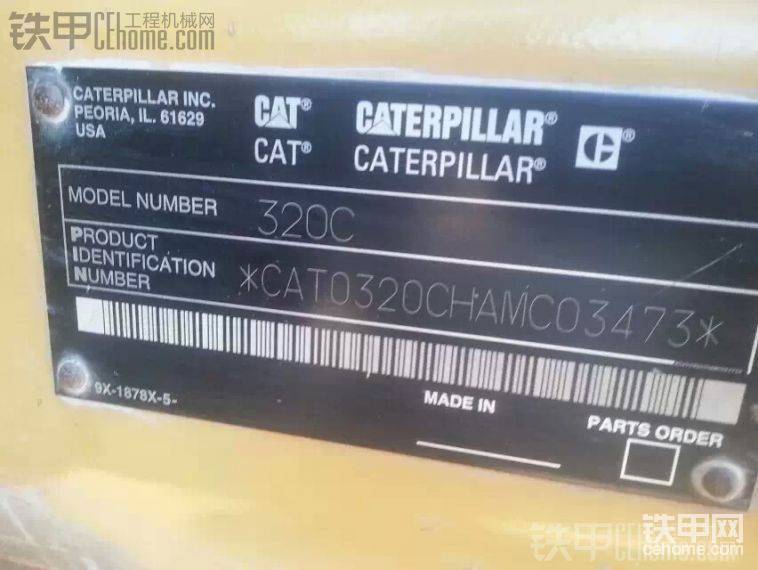 铁甲 工程机械网
CEhome.com
CATERPILLAR INC.
PEORIA, IL. 61629
USA
CAT® CATERPILLAR®
CAT® CATERPILLAR®
C®
MODEL NUMBER 320C
PRODUCT
IDENTIFICATION
NUMBER
*CAT0320CHAMC03473*
9X-1878X-5-
MADE IN
PARTS ORDER
铁甲网
cehome.com